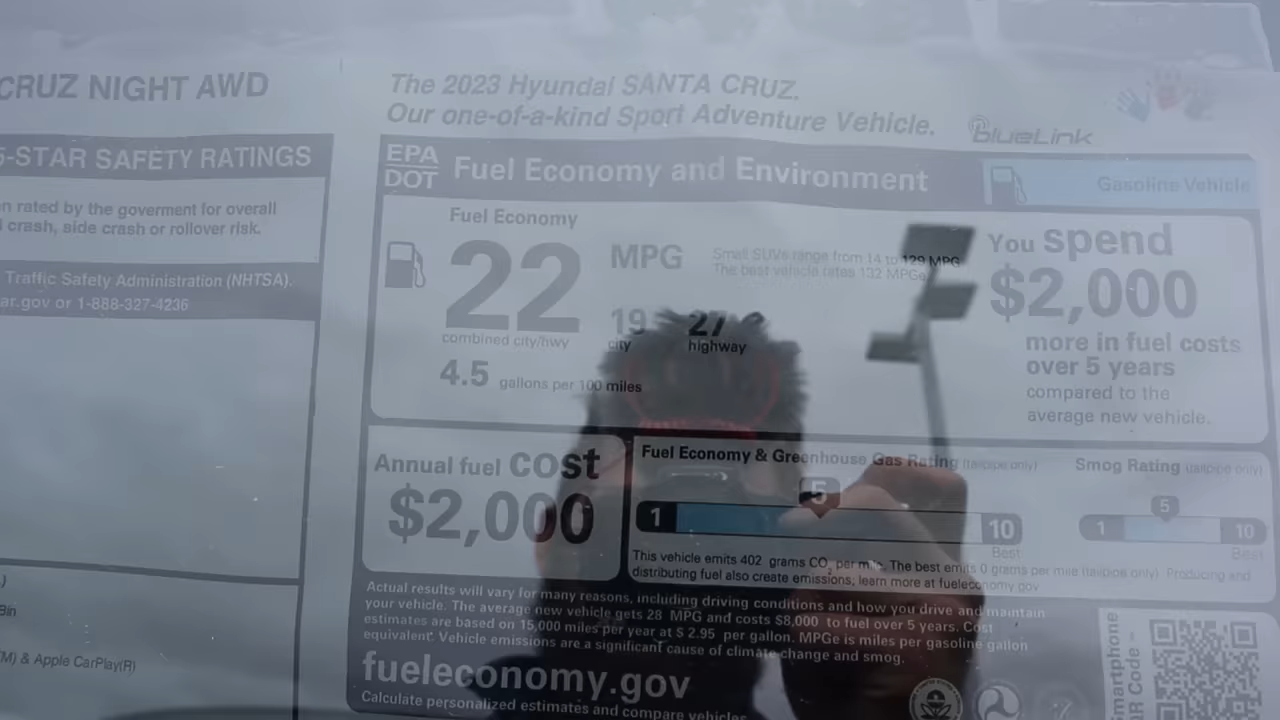 CRUZ NIGHT AWD
5-STAR SAFETY RATINGS
n rated by the goverment for overall
crash, side crash or rollover risk.
Traffic Safety Administration (NHTSA).
ar.gov or 1-888-327-4236
Bin
M) & Apple CarPlay(R)
The 2023 Hyundai SANTA CRUZ.
Our one-of-a-kind Sport Adventure Vehicle.
blueLink
EPA
DOT
Fuel Economy and Environment
Gasoline Vehicle
Fuel Economy
22
MPG
Small SUVs range from 14 to 129 MPG
The best vehicle rates 132 MPGe
19
27
combined city/hwy
city
highway
4.5 gallons per 100 miles
You spend
$2,000
more in fuel costs
over 5 years
compared to the
average new vehicle.
Annual fuel cost
$2,000
Fuel Economy & Greenhouse Gas Rating (tailpipe only)
5
1
10
Best
Smog Rating (tailpipe only)
5
1
10
Best
This vehicle emits 402 grams CO2 per mile. The best emits 0 grams per mile (tailpipe only). Producing and
distributing fuel also create emissions; learn more at fueleconomy.gov
Actual results will vary for many reasons, including driving conditions and how you drive and maintain
your vehicle. The average new vehicle gets 28 MPG and costs $8,000 to fuel over 5 years. Cost
estimates are based on 15,000 miles per year at $ 2.95 per gallon. MPGe is miles per gasoline gallon
equivalent. Vehicle emissions are a significant cause of climate change and smog.
fueleconomy.gov
Calculate personalized estimates and compare vehicles
martphone
R Code –